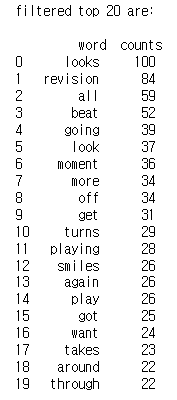 filtered top 20 are:
word counts
0 looks 100
1 revision 84
2 all 59
3 beat 52
4 going 39
5 look 37
6 moment 36
7 more 34
8 off 34
9 get 31
10 turns 29
11 playing 28
12 smiles 26
13 again 26
14 play 26
15 got 25
16 want 24
17 takes 23
18 around 22
19 through 22